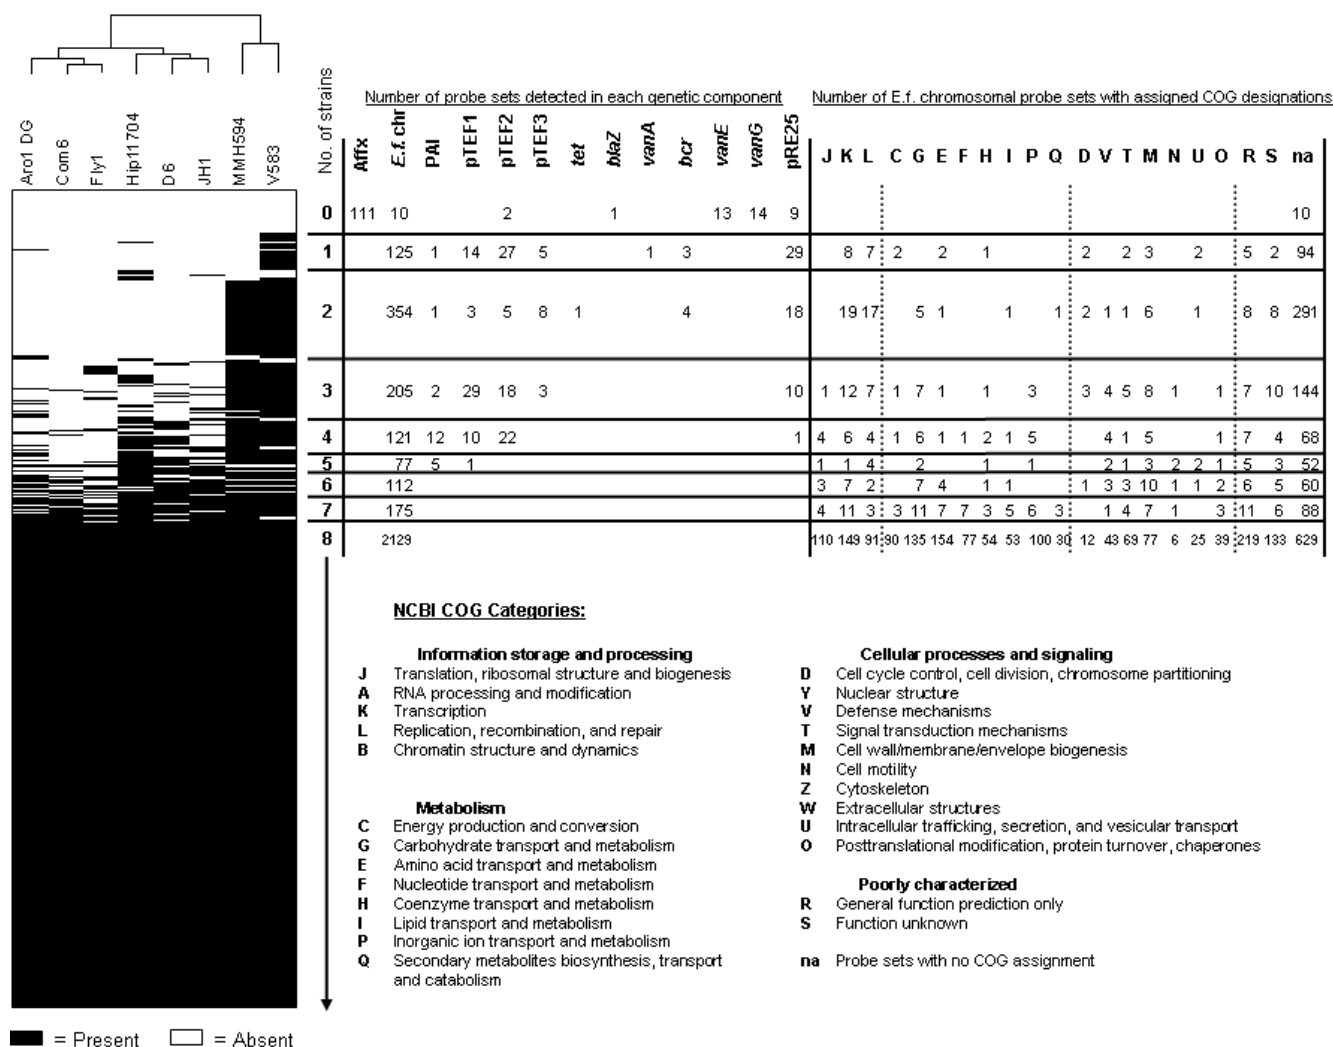 Number of probe sets detected in each genetic component
Number of E.f. chromosomal probe sets with assigned COG designations
Aro1 DG Com6 Fly1 Hip11704 D6 JH1 MMH594 V583
No. of strains Affx E.f. chr PAI pTEF1 pTEF2 pTEF3 tet blaZ vanA bcr vanE vanG pRE25 J K L C G E F H I P Q D V T M N U O R S na
0 111 10 2 1 13 14 9 10
1 125 1 14 27 5 1 3 29 8 7 2 2 1 2 2 3 2 5 2 94
2 354 1 3 5 8 1 4 18 19 17 5 1 1 1 2 1 1 6 1 8 8 291
3 205 2 29 18 3 10 1 12 7 1 7 1 1 3 3 4 5 8 1 1 7 10 144
4 121 12 10 22 1 4 6 4 1 6 1 1 2 1 5 4 1 5 1 7 4 68
5 77 5 1 1 1 4 2 1 1 2 1 3 2 2 1 5 3 52
6 112 3 7 2 7 4 1 1 1 3 3 10 1 1 2 6 5 60
7 175 4 11 3 3 11 7 7 3 5 6 3 1 4 7 1 3 11 6 88
8 2129 110 149 91 90 135 154 77 54 53 100 30 12 43 69 77 6 25 39 219 133 629
NCBI COG Categories:
Information storage and processing
J Translation, ribosomal structure and biogenesis
A RNA processing and modification
K Transcription
L Replication, recombination, and repair
B Chromatin structure and dynamics
Metabolism
C Energy production and conversion
G Carbohydrate transport and metabolism
E Amino acid transport and metabolism
F Nucleotide transport and metabolism
H Coenzyme transport and metabolism
I Lipid transport and metabolism
P Inorganic ion transport and metabolism
Q Secondary metabolites biosynthesis, transport
and catabolism
Cellular processes and signaling
D Cell cycle control, cell division, chromosome partitioning
Y Nuclear structure
V Defense mechanisms
T Signal transduction mechanisms
M Cell wall/membrane/envelope biogenesis
N Cell motility
Z Cytoskeleton
W Extracellular structures
U Intracellular trafficking, secretion, and vesicular transport
O Posttranslational modification, protein turnover, chaperones
Poorly characterized
R General function prediction only
S Function unknown
na Probe sets with no COG assignment
= Present = Absent